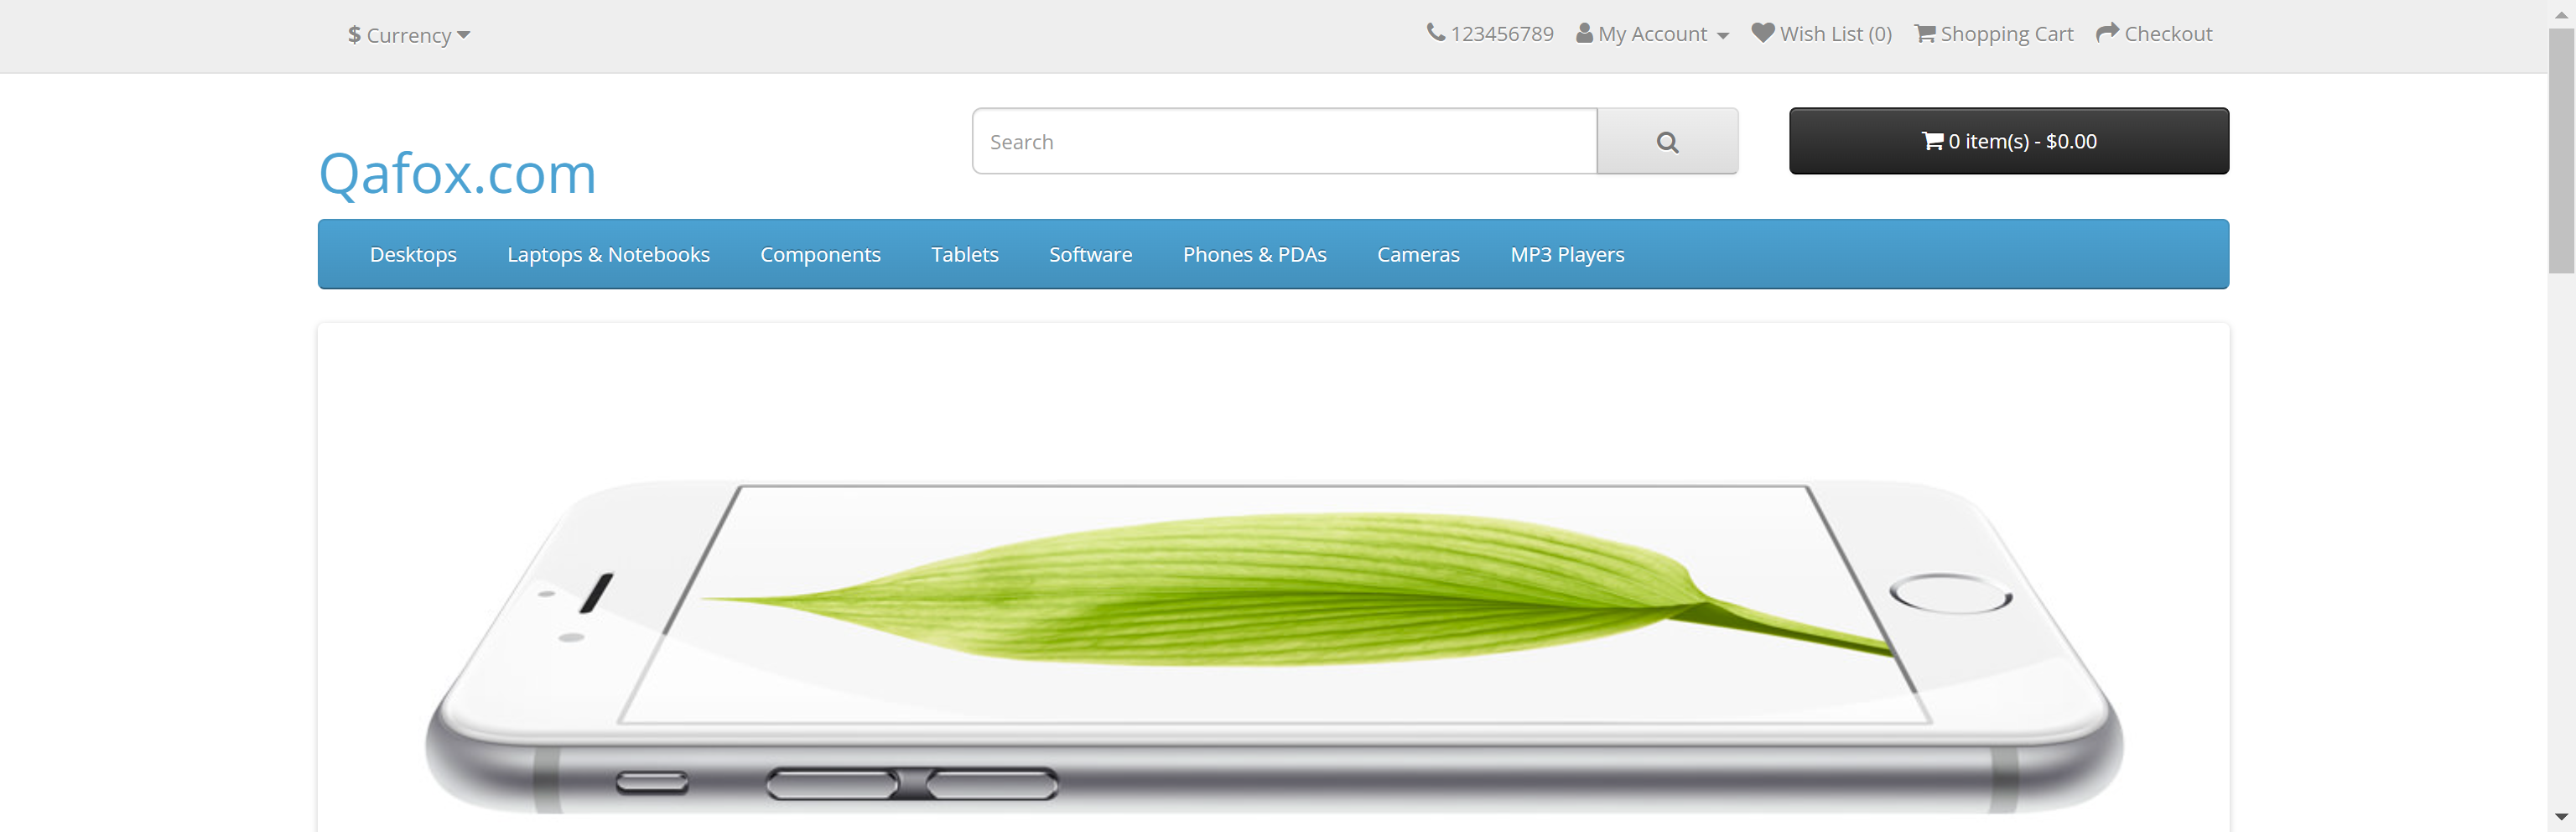 $ Currency
123456789 My Account Wish List (0) Shopping Cart Checkout
Qafox.com
Search
0 item(s) - $0.00
Desktops Laptops & Notebooks Components Tablets Software Phones & PDAs Cameras MP3 Players